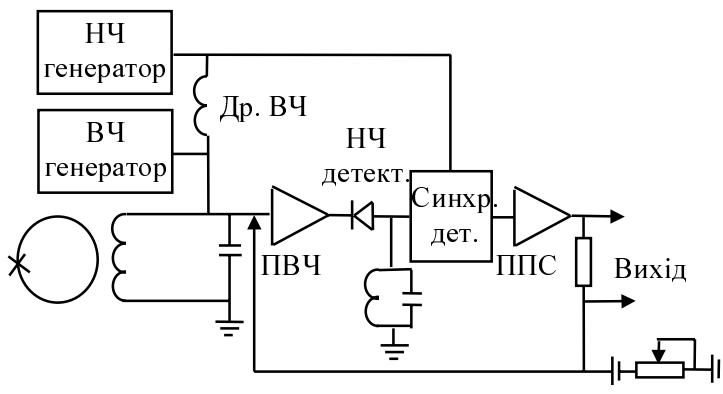 НЧ
генератор
Др. ВЧ
ВЧ
генератор
НЧ
детект.
Синхр.
дет.
ПВЧ
ППС
Вихід